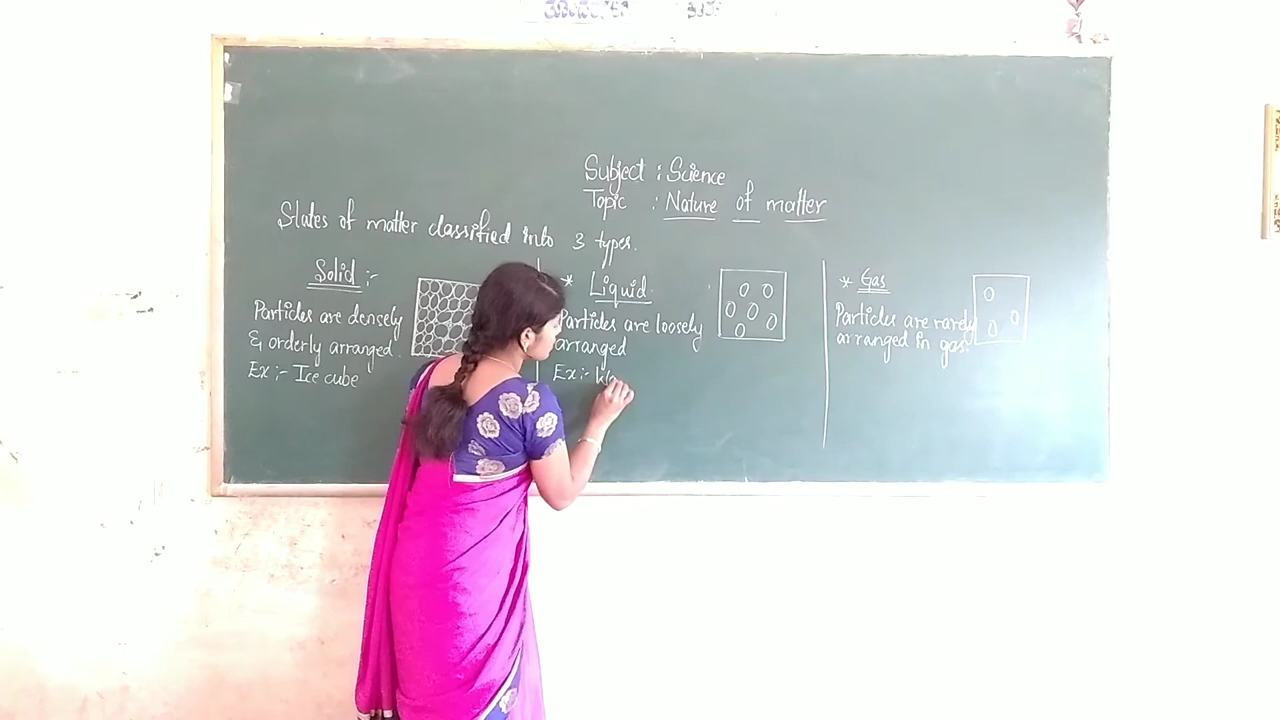 Subject : Science
Topic : Nature of matter
States of matter classified into 3 types.
Solid :-
Particles are densely
& orderly arranged.
Ex :- Ice cube
* Liquid
Particles are loosely
arranged
Ex :-
* Gas
Particles are rarely
arranged in gas.